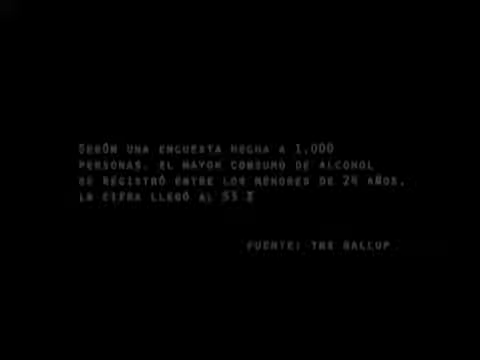 SEGÚN UNA ENCUESTA HECHA A 1,000
PERSONAS, EL MAYOR CONSUMO DE ALCOHOL
SE REGISTRÓ ENTRE LOS MENORES DE 24 AÑOS,
LA CIFRA LLEGÓ AL
FUENTE: TNS GALLUP